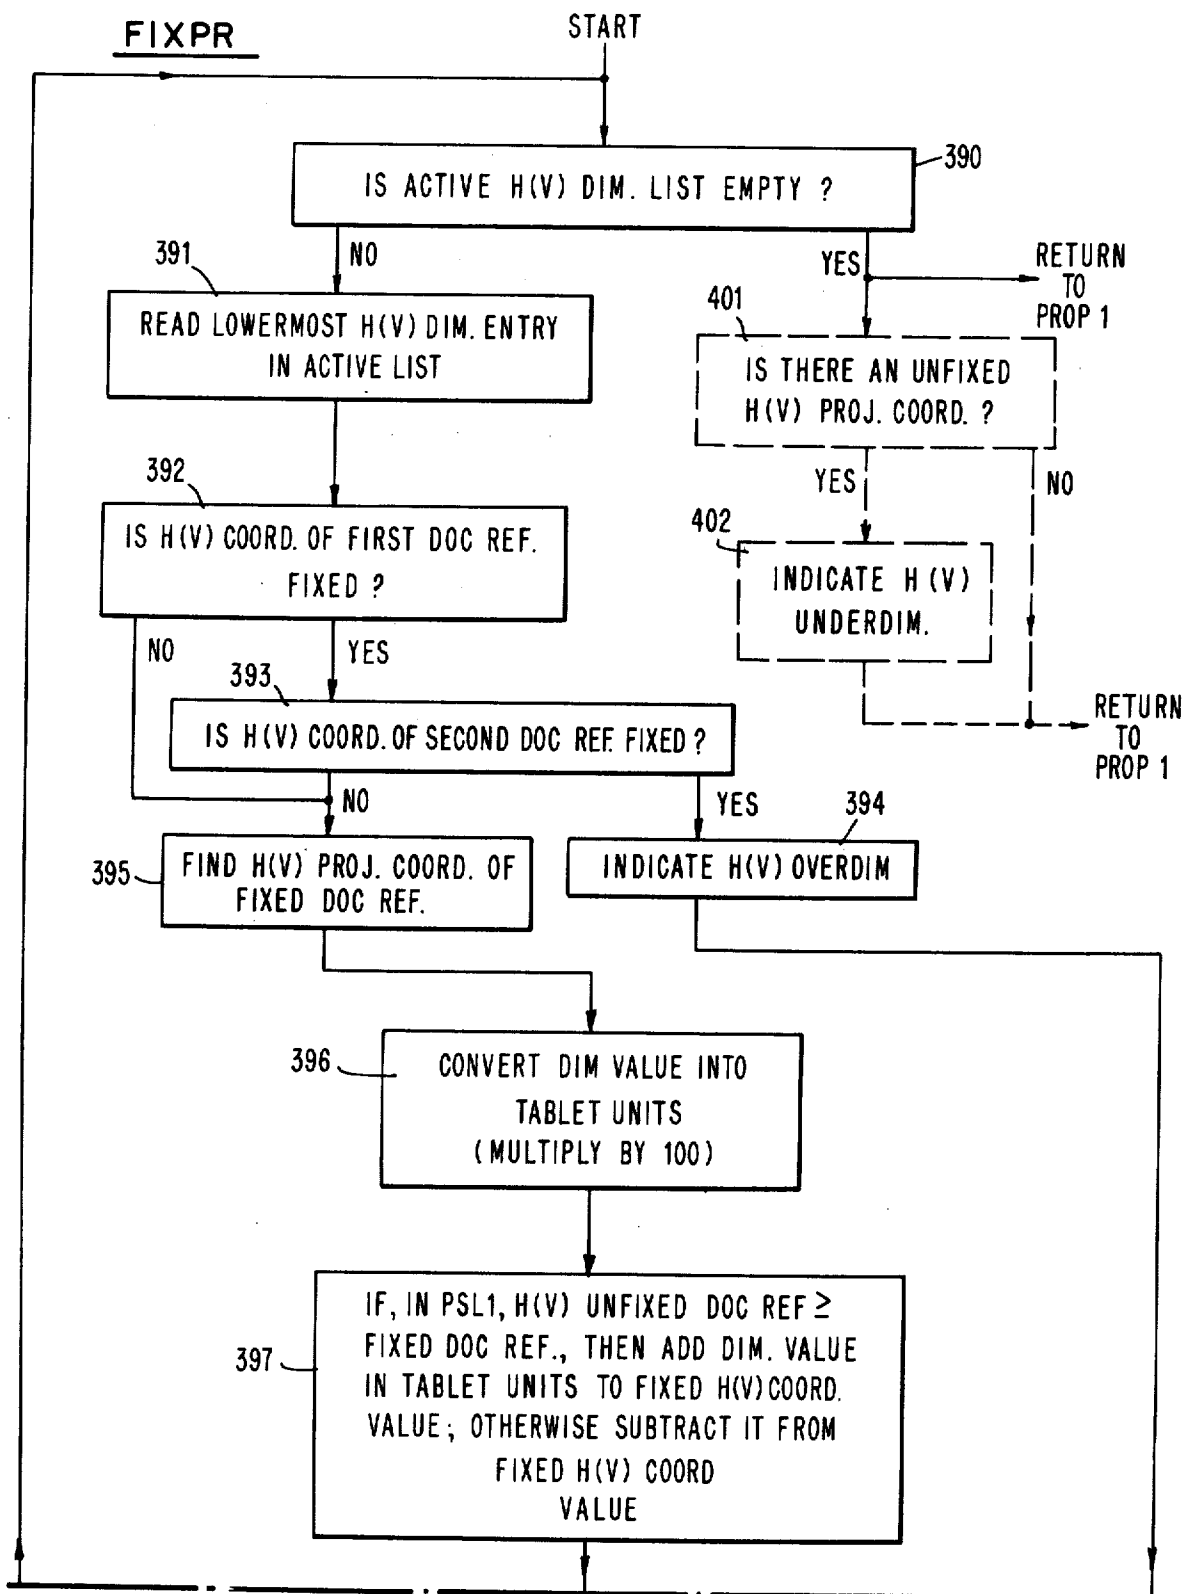 FIXPR
START
IS ACTIVE H(V) DIM. LIST EMPTY ?
390
NO
YES
RETURN
TO
PROP 1
391
READ LOWERMOST H(V) DIM. ENTRY
IN ACTIVE LIST
401
IS THERE AN UNFIXED
H(V) PROJ. COORD. ?
YES
NO
392
IS H(V) COORD. OF FIRST DOC REF.
FIXED ?
402
INDICATE H (V)
UNDERDIM.
NO
YES
RETURN
TO
PROP 1
393
IS H(V) COORD. OF SECOND DOC REF. FIXED ?
NO
YES
394
395
FIND H(V) PROJ. COORD. OF
FIXED DOC REF.
INDICATE H(V) OVERDIM
396
CONVERT DIM VALUE INTO
TABLET UNITS
(MULTIPLY BY 100)
397
IF, IN PSL1, H(V) UNFIXED DOC REF ≥
FIXED DOC REF., THEN ADD DIM. VALUE
IN TABLET UNITS TO FIXED H(V) COORD.
VALUE; OTHERWISE SUBTRACT IT FROM
FIXED H(V) COORD
VALUE